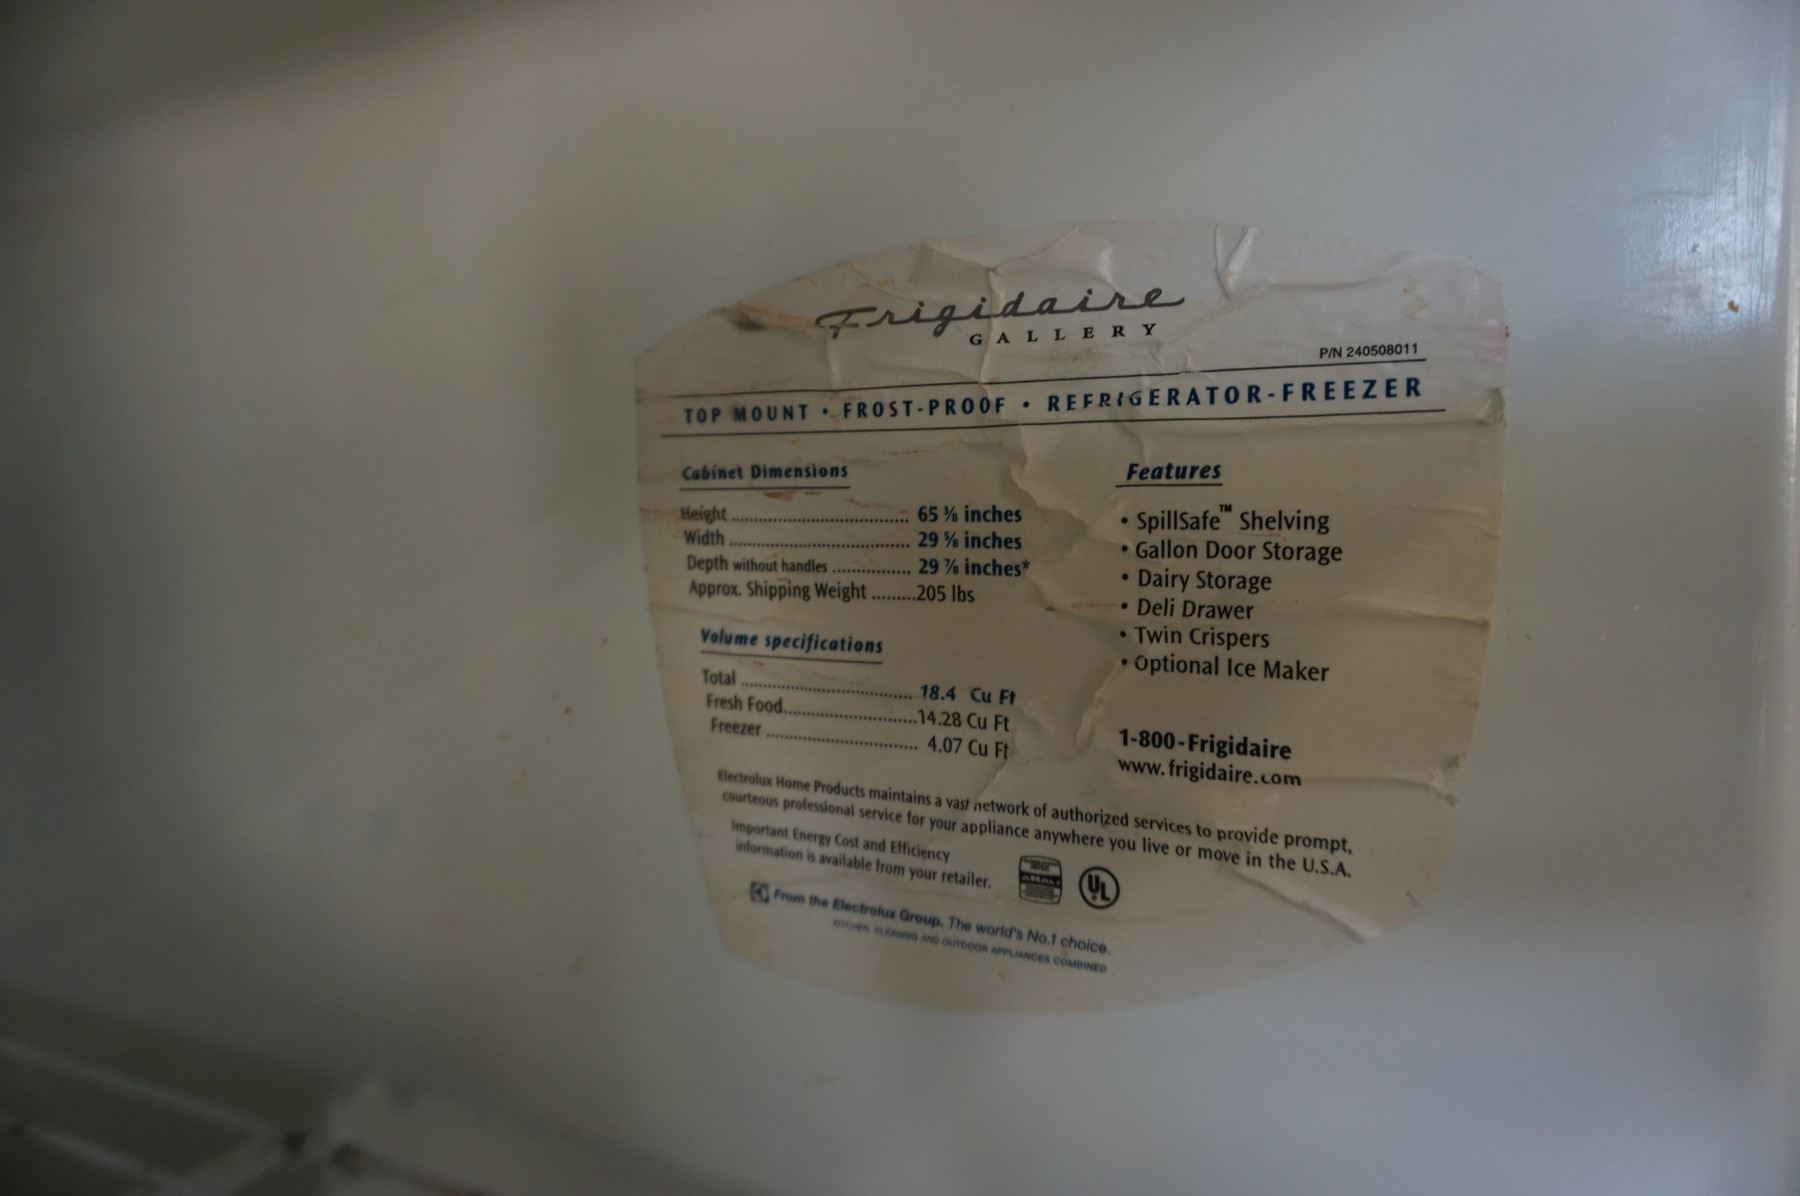 Frigidaire
GALLERY
P/N 240508011
TOP MOUNT • FROST-PROOF • REFRIGERATOR-FREEZER
Cabinet Dimensions
Height .................................. 65 ⅜ inches
Width .................................. 29 ⅝ inches
Depth without handles ............... 29 ⅞ inches*
Approx. Shipping Weight .........205 lbs
Volume specifications
Total .................................. 18.4 Cu Ft
Fresh Food..........................14.28 Cu Ft
Freezer .............................. 4.07 Cu Ft
Features
• SpillSafe™ Shelving
• Gallon Door Storage
• Dairy Storage
• Deli Drawer
• Twin Crispers
• Optional Ice Maker
1-800-Frigidaire
www.frigidaire.com
Electrolux Home Products maintains a vast network of authorized services to provide prompt,
courteous professional service for your appliance anywhere you live or move in the U.S.A.
Important Energy Cost and Efficiency
information is available from your retailer.
UL
From the Electrolux Group. The world's No.1 choice.
KITCHEN, CLEANING AND OUTDOOR APPLIANCES COMBINED